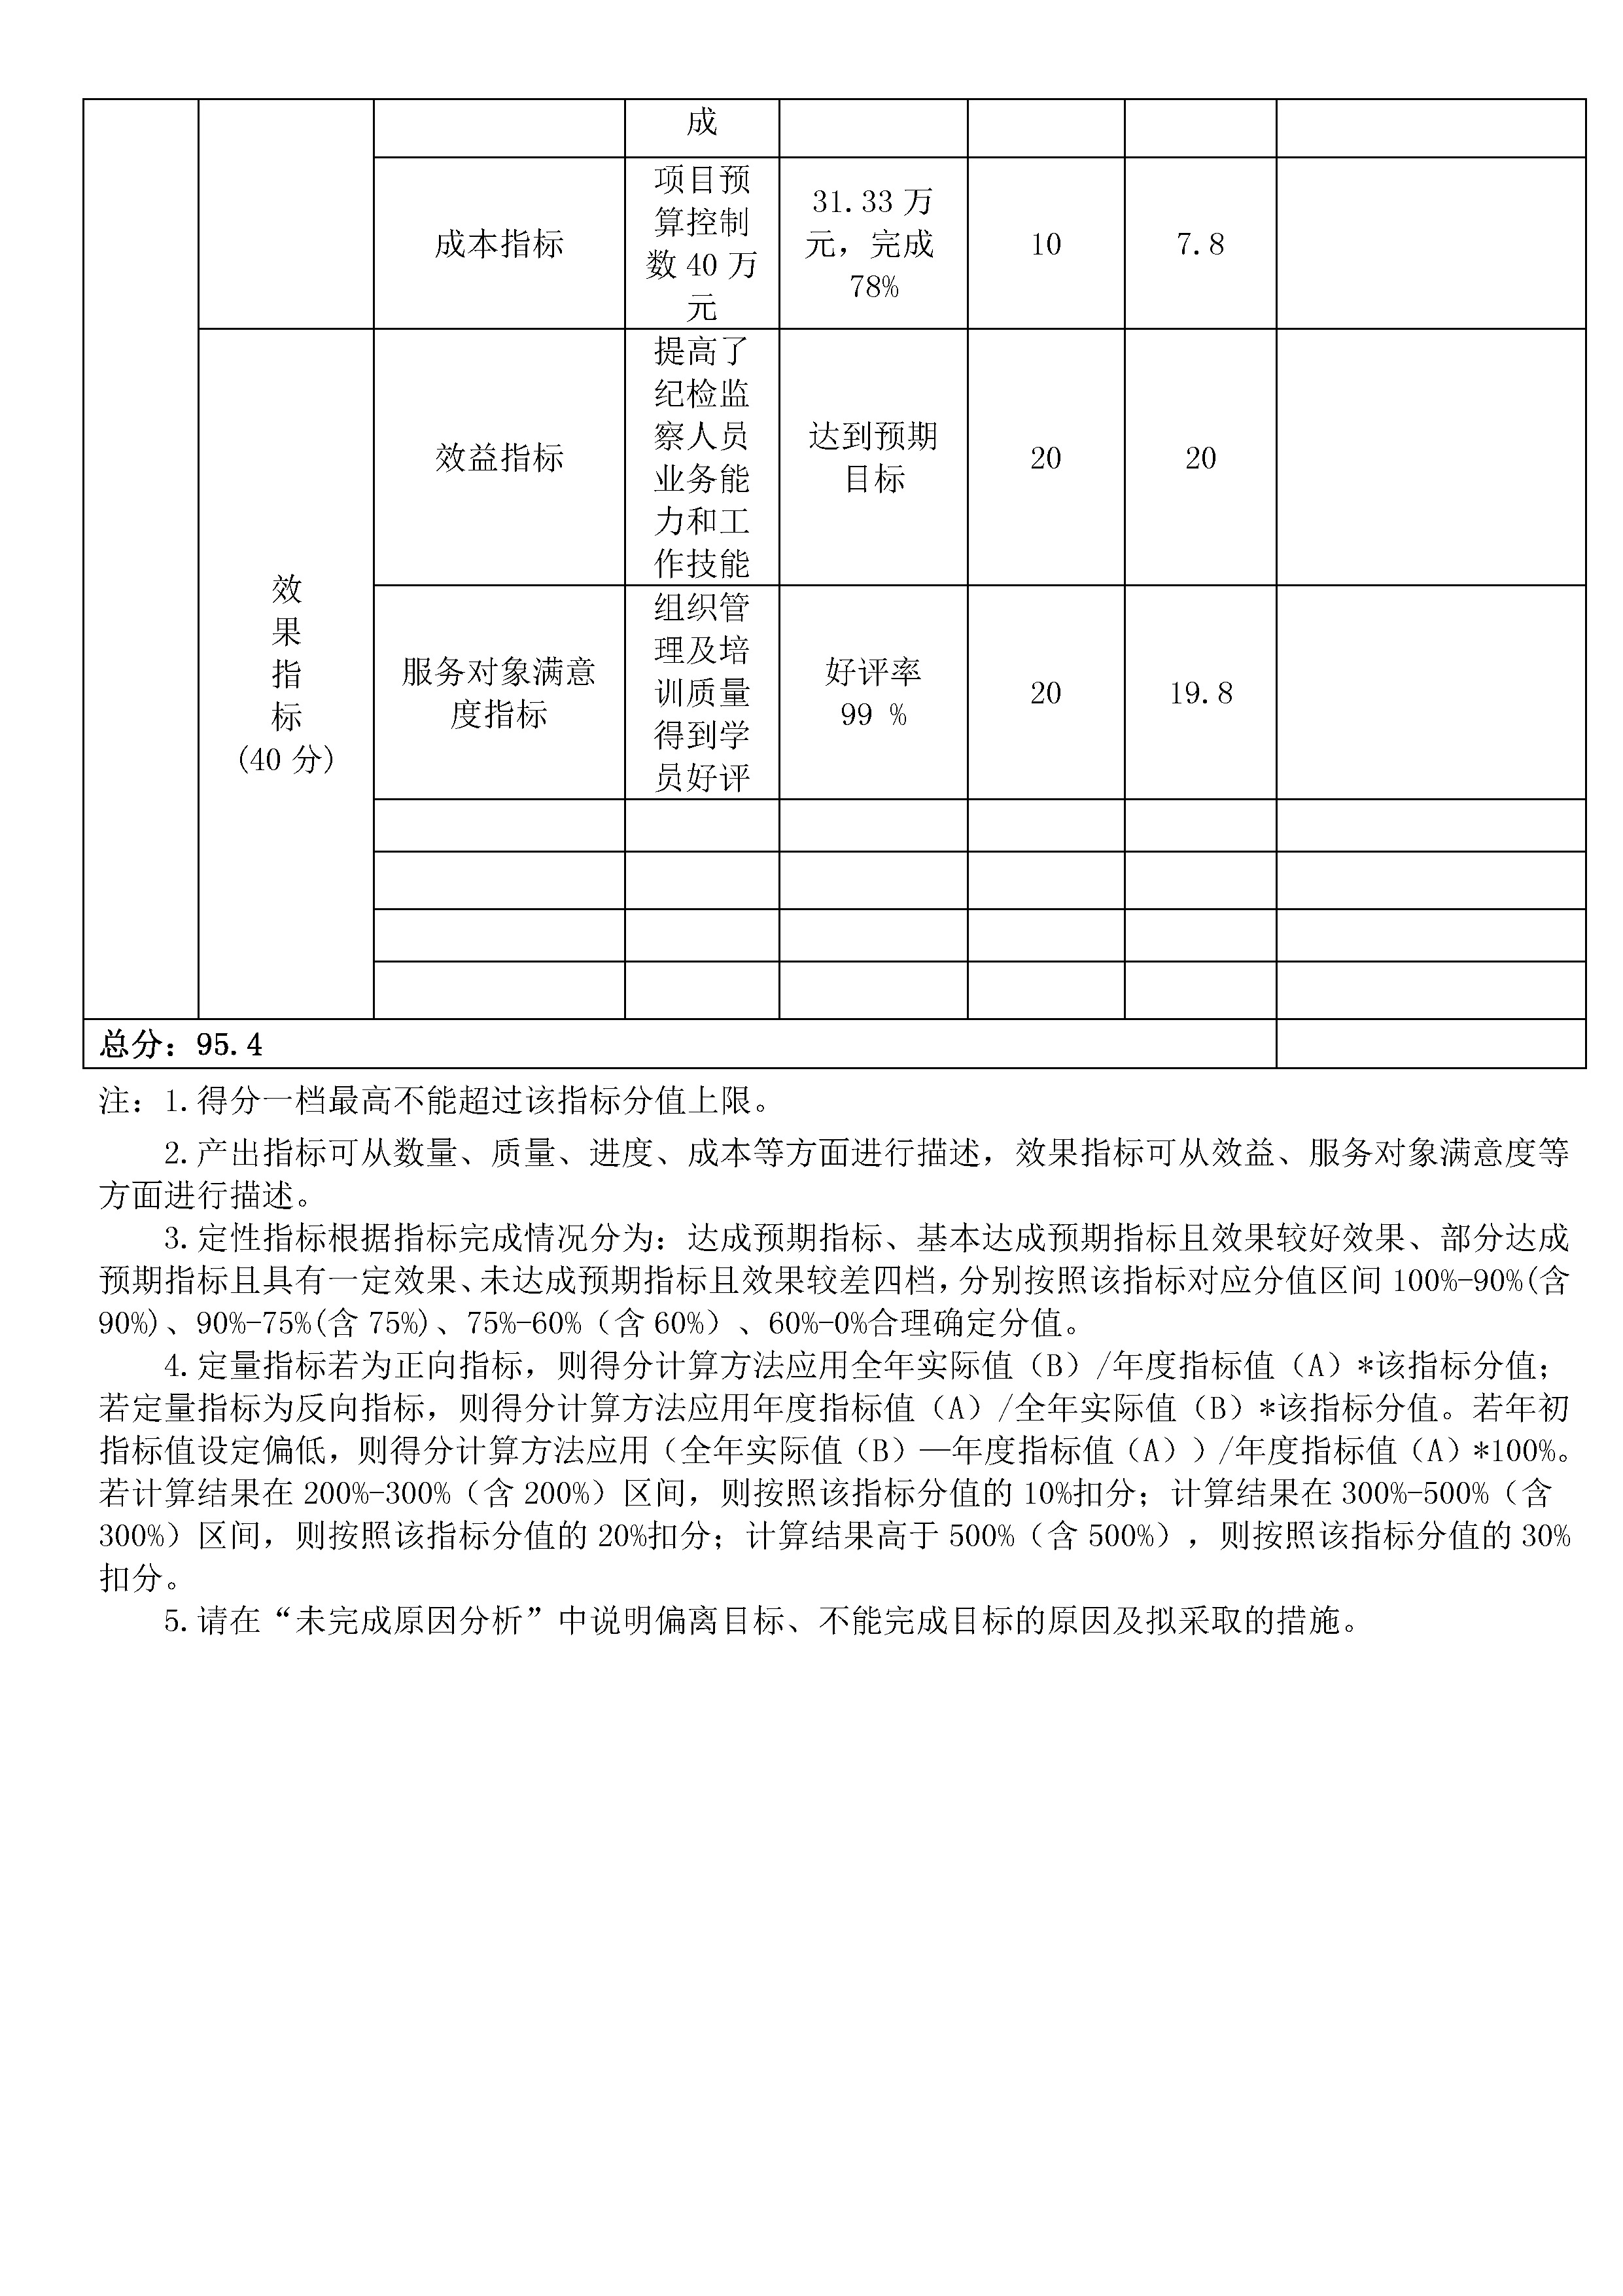 成
成本指标
项目预
算控制
数 40 万
元
31.33 万
元，完成
78%
10
7.8
效
果
指
标
(40 分)
效益指标
提高了
纪检监
察人员
业务能
力和工
作技能
达到预期
目标
20
20
服务对象满意
度指标
组织管
理及培
训质量
得到学
员好评
好评率
99 %
20
19.8
总分：95.4
注：1.得分一档最高不能超过该指标分值上限。
2.产出指标可从数量、质量、进度、成本等方面进行描述，效果指标可从效益、服务对象满意度等
方面进行描述。
3.定性指标根据指标完成情况分为：达成预期指标、基本达成预期指标且效果较好效果、部分达成
预期指标且具有一定效果、未达成预期指标且效果较差四档，分别按照该指标对应分值区间 100%-90%(含
90%)、90%-75%(含 75%)、75%-60%（含 60%）、60%-0%合理确定分值。
4.定量指标若为正向指标，则得分计算方法应用全年实际值（B）/年度指标值（A）*该指标分值；
若定量指标为反向指标，则得分计算方法应用年度指标值（A）/全年实际值（B）*该指标分值。若年初
指标值设定偏低，则得分计算方法应用（全年实际值（B）—年度指标值（A））/年度指标值（A）*100%。
若计算结果在 200%-300%（含 200%）区间，则按照该指标分值的 10%扣分；计算结果在 300%-500%（含
300%）区间，则按照该指标分值的 20%扣分；计算结果高于 500%（含 500%），则按照该指标分值的 30%
扣分。
5.请在“未完成原因分析”中说明偏离目标、不能完成目标的原因及拟采取的措施。